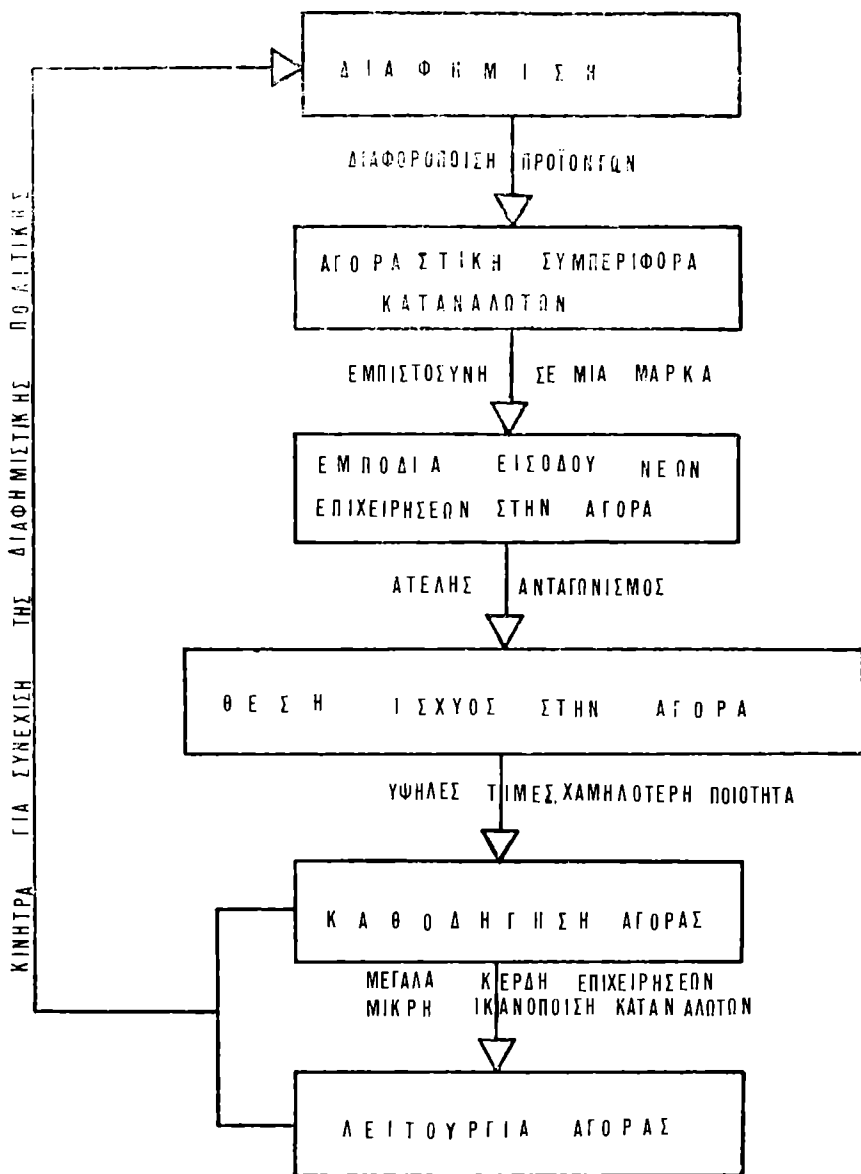 ΔΙΑΦΗΜΙΣΗ
ΔΙΑΦΟΡΟΠΟΙΣΗ ΠΡΟΪΟΝΤΩΝ
ΑΓΟΡΑΣΤΙΚΗ ΣΥΜΠΕΡΙΦΟΡΑ
ΚΑΤΑΝΑΛΩΤΩΝ
ΕΜΠΙΣΤΟΣΥΝΗ ΣΕ ΜΙΑ ΜΑΡΚΑ
ΕΜΠΟΔΙΑ ΕΙΣΟΔΟΥ ΝΕΩΝ
ΕΠΙΧΕΙΡΗΣΕΩΝ ΣΤΗΝ ΑΓΟΡΑ
ΑΤΕΛΗΣ ΑΝΤΑΓΩΝΙΣΜΟΣ
ΘΕΣΗ ΙΣΧΥΟΣ ΣΤΗΝ ΑΓΟΡΑ
ΥΨΗΛΕΣ ΤΙΜΕΣ, ΧΑΜΗΛΟΤΕΡΗ ΠΟΙΟΤΗΤΑ
ΚΑΘΟΔΗΓΗΣΗ ΑΓΟΡΑΣ
ΜΕΓΑΛΑ ΚΕΡΔΗ ΕΠΙΧΕΙΡΗΣΕΩΝ
ΜΙΚΡΗ ΙΚΑΝΟΠΟΙΣΗ ΚΑΤΑΝΑΛΩΤΩΝ
ΛΕΙΤΟΥΡΓΙΑ ΑΓΟΡΑΣ
ΚΙΝΗΤΡΑ ΓΙΑ ΣΥΝΕΧΙΣΗ ΤΗΣ ΔΙΑΦΗΜΙΣΤΙΚΗΣ ΠΟΛΙΤΙΚΗΣ